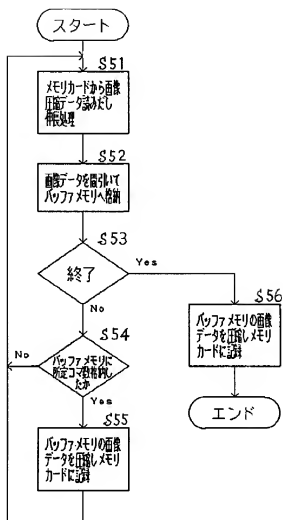 スタート
S51
メモリカードから画像
圧縮データ読みだし
伸長処理
S52
画像データを間引いて
バッファメモリへ格納
S53
終了
Yes
No
S54
No
バッファメモリに
所定コマ数格納し
たか
Yes
S55
バッファメモリの画像
データを圧縮しメモリ
カードに記録
S56
バッファメモリの画像
データを圧縮しメモリ
カードに記録
エンド